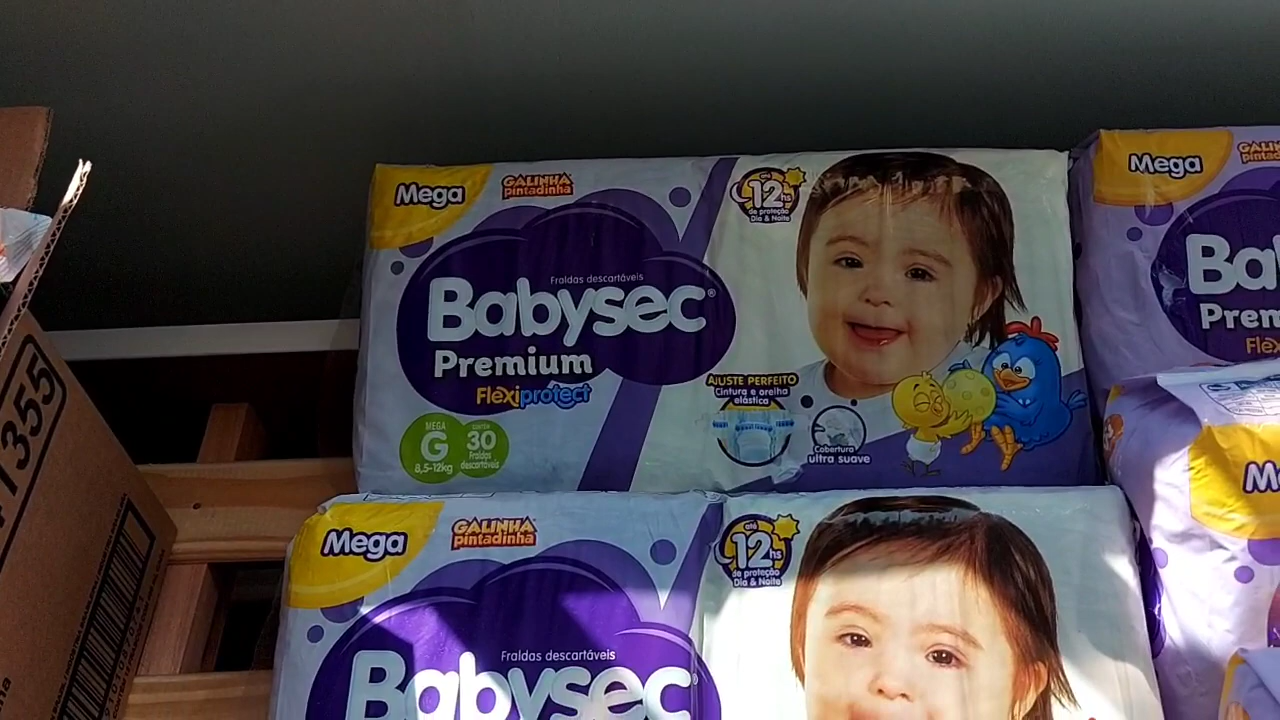 Mega
GALINHA
pintadinha
Fraldas descartáveis
Babysec®
Premium
Flexiprotect
MEGA
G
8,5-12kg
CONTÉM
30
Fraldas
descartáveis
até
12hs
de proteção
Dia & Noite
AJUSTE PERFEITO
Cintura e orelha
elástica
Cobertura
ultra suave
Mega
GALINHA
Ba
Prem
Flex
Mega
GALINHA
pintadinha
Fraldas descartáveis
Babysec®
até
12hs
de proteção
Dia & Noite
M
1355